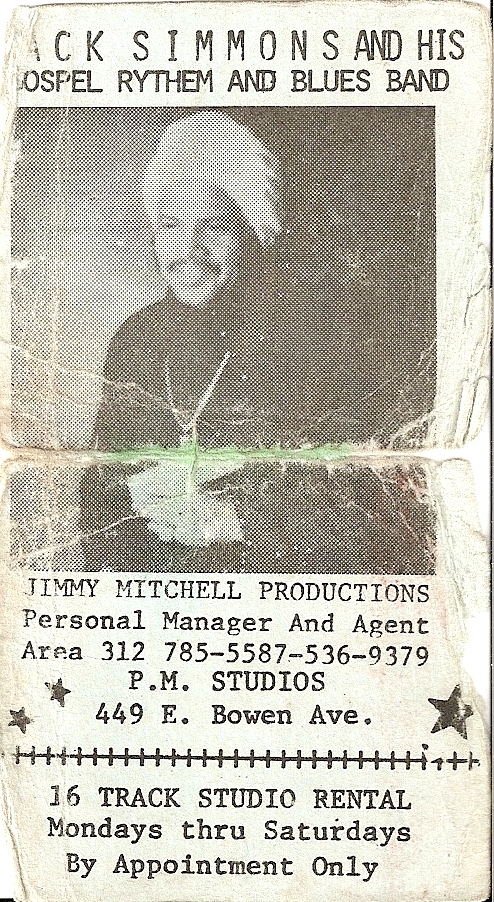 ACK SIMMONS AND HIS
OSPEL RYTHEM AND BLUES BAND
JIMMY MITCHELL PRODUCTIONS
Personal Manager And Agent
Area 312 785-5587-536-9379
P.M. STUDIOS
449 E. Bowen Ave.
16 TRACK STUDIO RENTAL
Mondays thru Saturdays
By Appointment Only